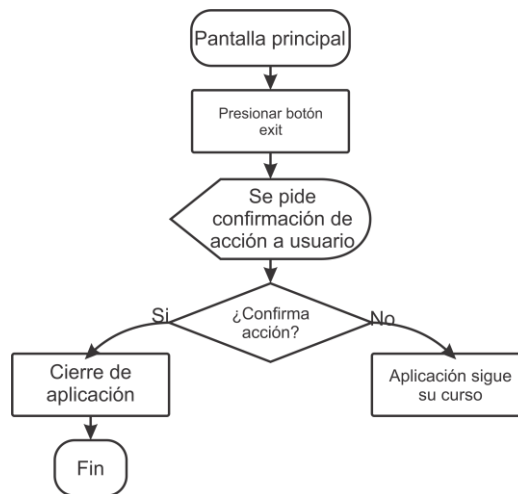 Pantalla principal
Presionar botón
exit
Se pide
confirmación de
acción a usuario
Si
¿Confirma
acción?
No
Cierre de
aplicación
Aplicación sigue
su curso
Fin